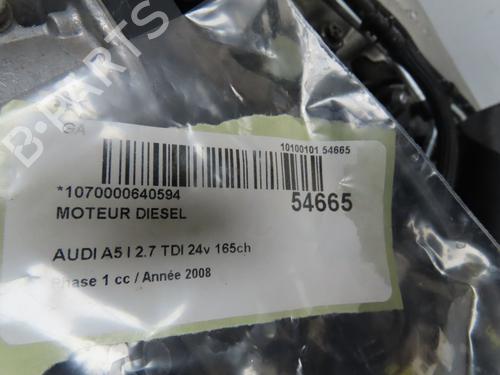 B-PARTS
GA
10100101 54665
*1070000640594
54665
MOTEUR DIESEL
AUDI A5 I 2.7 TDI 24v 165ch
Phase 1 cc / Année 2008